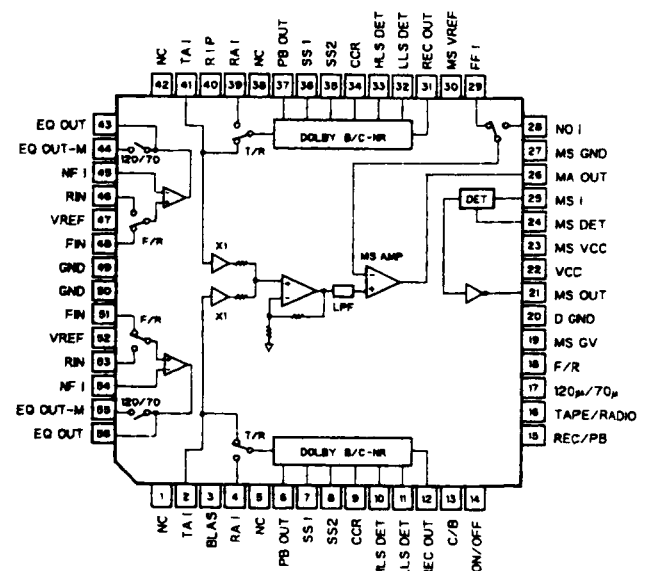 NC
TAI
RIP
RAI
NC
PB OUT
SS1
SS2
CCR
HLS DET
LLS DET
REC OUT
MS VREF
FFI
42
41
40
39
38
37
36
35
34
33
32
31
30
29
EQ OUT 43
EQ OUT-M 44
NFI 45
RIN 46
VREF 47
FIN 48
GND 49
GND 50
FIN 51
VREF 52
RIN 53
NFI 54
EQ OUT-M 55
EQ OUT 56
120/70
F/R
F/R
120/70
T/R
DOLBY B/C-NR
X1
X1
LPF
MS AMP
DET
T/R
DOLBY B/C-NR
28 NO I
27 MS GND
26 MA OUT
25 MS I
24 MS DET
23 MS VCC
22 VCC
21 MS OUT
20 D GND
19 MS GV
18 F/R
17 120μ/70μ
16 TAPE/RADIO
15 REC/PB
1
2
3
4
5
6
7
8
9
10
11
12
13
14
NC
TAI
BLAS
RAI
NC
PB OUT
SS1
SS2
CCR
HLS DET
LLS DET
REC OUT
C/B
ON/OFF